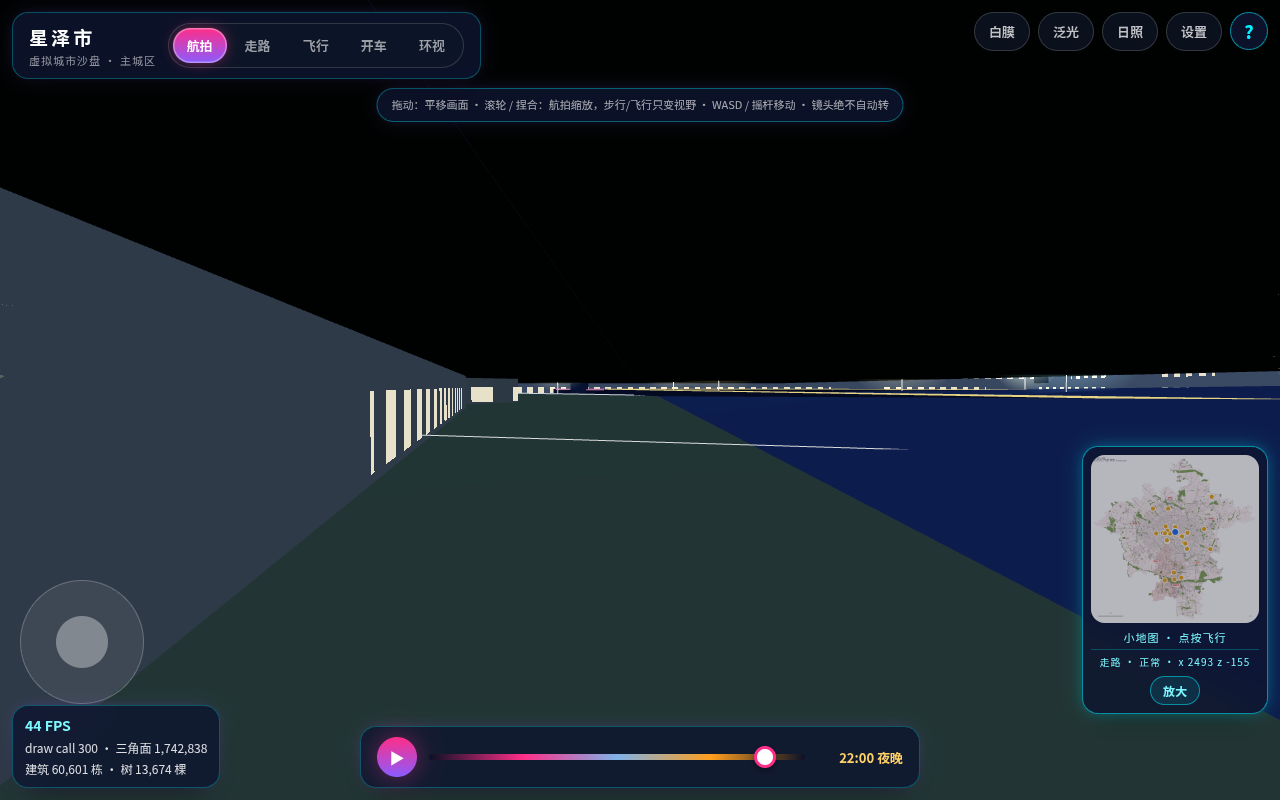 星泽市
虚拟城市沙盘 · 主城区
航拍
走路
飞行
开车
环视
白膜
泛光
日照
设置
?
拖动：平移画面 · 滚轮 / 捏合：航拍缩放，步行/飞行只变视野 · WASD / 摇杆移动 · 镜头绝不自动转
小地图 · 点按飞行
走路 · 正常 · x 2493 z -155
放大
44 FPS
draw call 300 · 三角面 1,742,838
建筑 60,601 栋 · 树 13,674 棵
22:00 夜晚